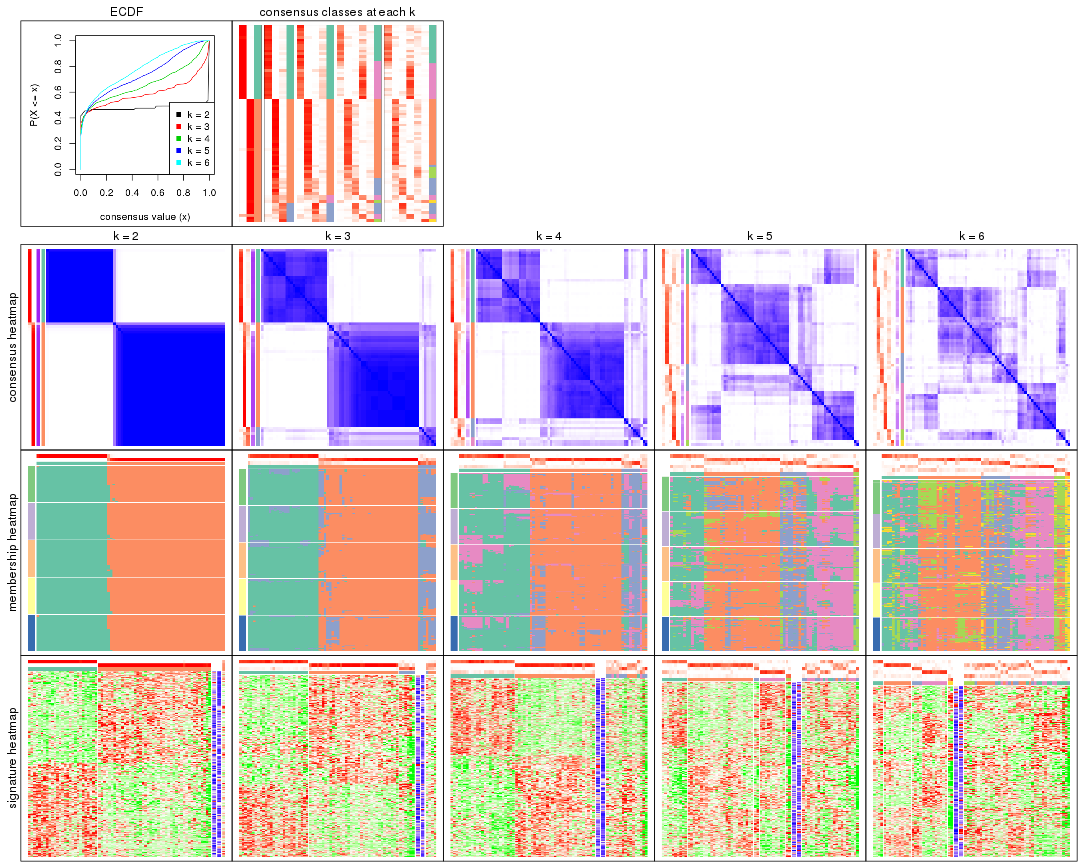 ECDF
consensus classes at each k
P(X <= x)
0.0 0.2 0.4 0.6 0.8 1.0
k = 2
k = 3
k = 4
k = 5
k = 6
0.0 0.2 0.4 0.6 0.8 1.0
consensus value (x)
k = 2
k = 3
k = 4
k = 5
k = 6
consensus heatmap
membership heatmap
signature heatmap